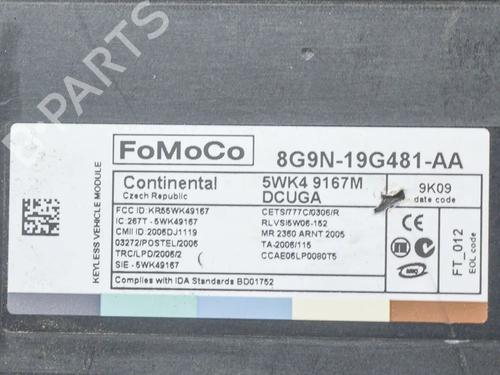 B-PARTS
FoMoCo
8G9N-19G481-AA
KEYLESS VEHICLE MODULE
Continental
Czech Republic
5WK4 9167M
DCUGA
9K09
date code
FCC ID: KR55WK49167
IC: 267T - 5WK49167
CMII ID: 2006DJ1119
03272/POSTEL/2006
TRC/LPD/2006/2
SIE - 5WK49167
CETS/777C/0306/R
RLVSI5W06-152
MR 2360 ARNT 2005
TA-2006/115
CCAE06LP0080T5
Complies with IDA Standards BD01752
FT_012
EOL code